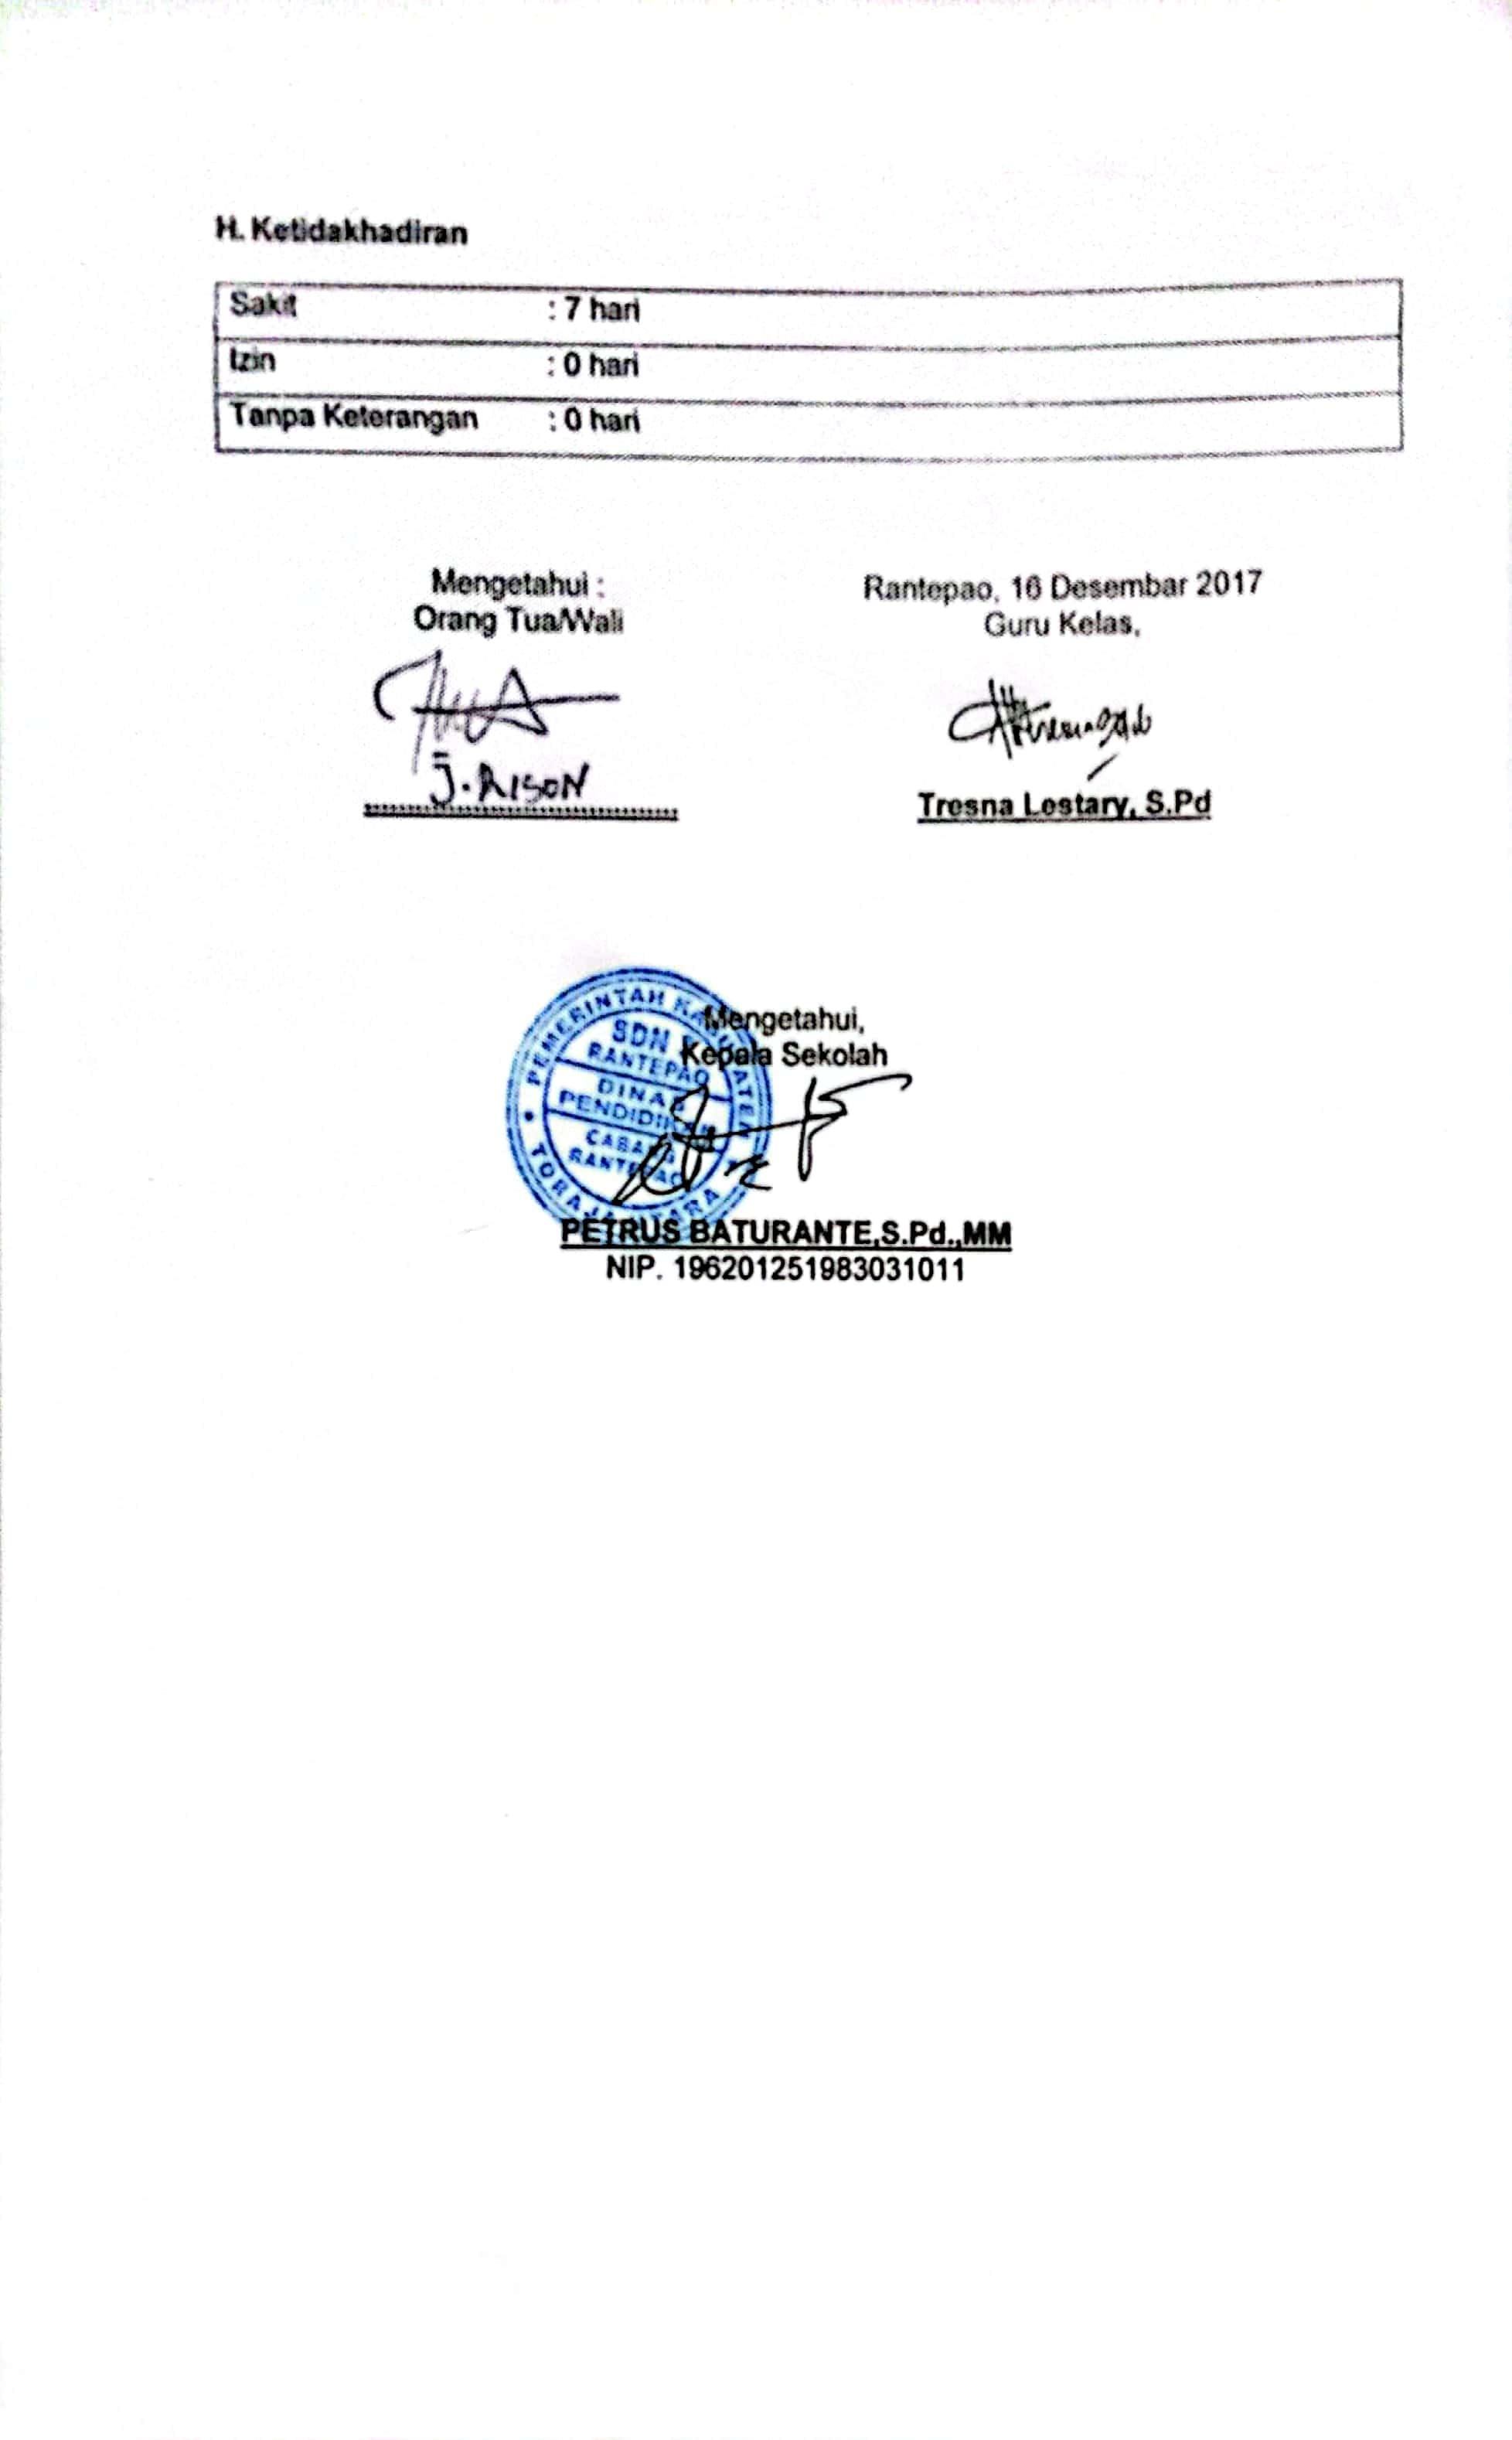 H. Ketidakhadiran
Sakit : 7 hari
Izin : 0 hari
Tanpa Keterangan : 0 hari
Mengetahui :
Orang Tua/Wali
J. RISON
Rantepao, 16 Desembar 2017
Guru Kelas,
Tresna Lestary, S.Pd
PEMERINTAH KABUPATEN
SDN
RANTEPAO
DINAS
PENDIDIKAN
CABANG
RANTEPAO
TORAJA UTARA
Mengetahui,
Kepala Sekolah
PETRUS BATURANTE,S.Pd.,MM
NIP. 196201251983031011